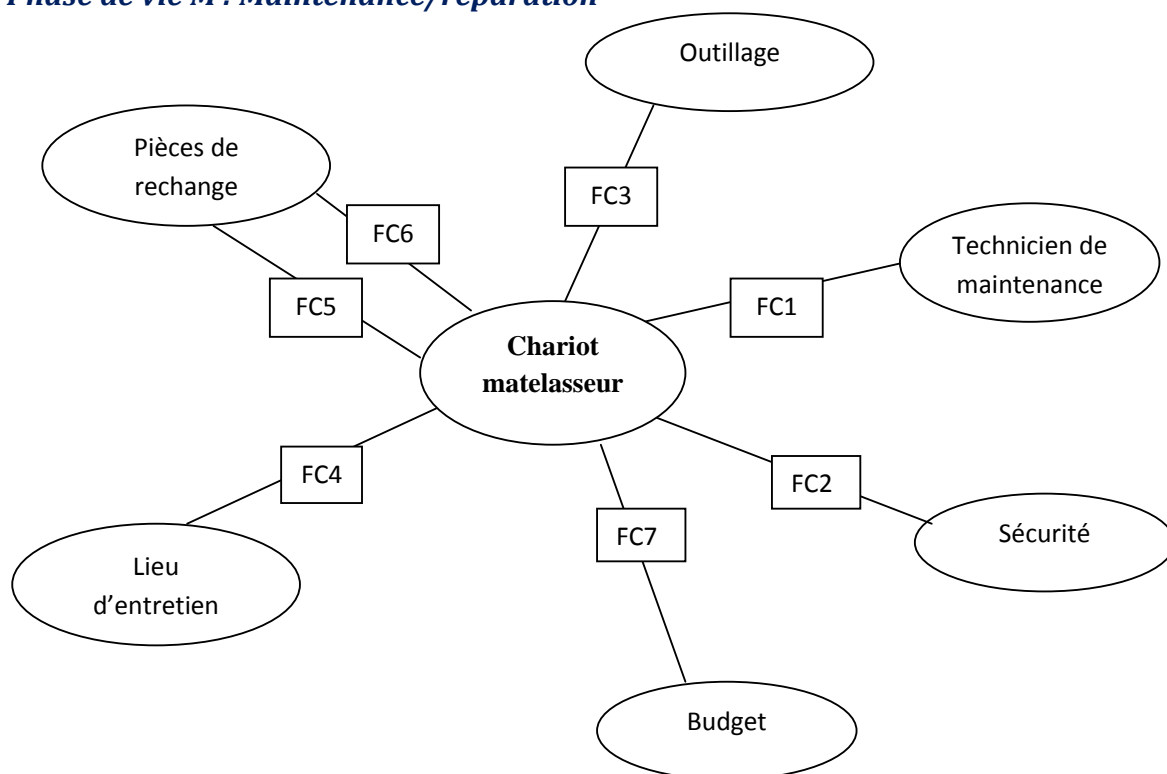 Phase de vie M : Maintenance/réparation
Outillage
Pièces de
rechange
FC3
FC6
Technicien de
maintenance
FC5
FC1
Chariot
matelasseur
FC4
FC2
Sécurité
FC7
Lieu
d’entretien
Budget